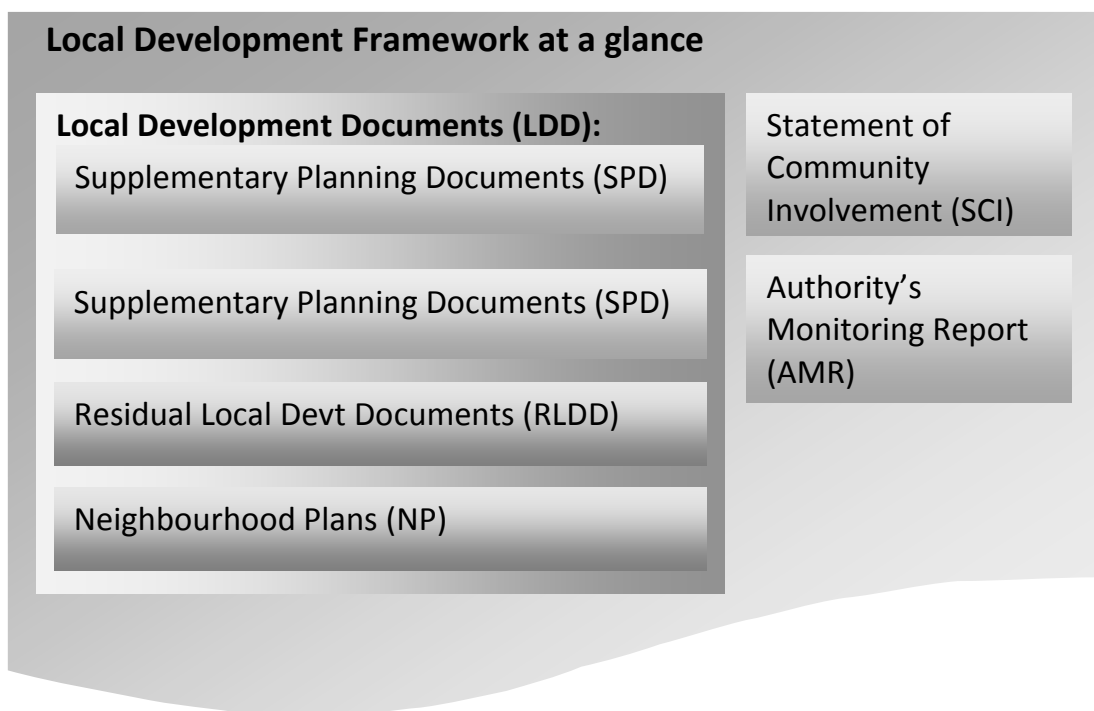 Local Development Framework at a glance
Local Development Documents (LDD):
Supplementary Planning Documents (SPD)
Supplementary Planning Documents (SPD)
Residual Local Devt Documents (RLDD)
Neighbourhood Plans (NP)
Statement of
Community
Involvement (SCI)
Authority’s
Monitoring Report
(AMR)